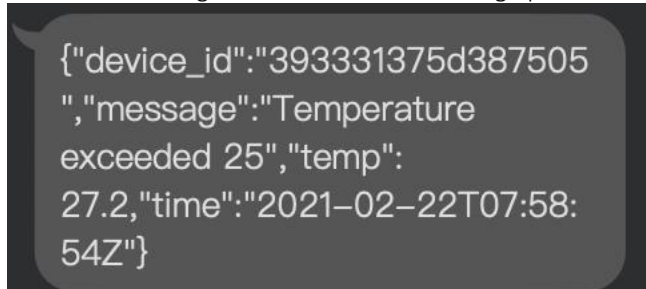 {"device_id":"393331375d387505
","message":"Temperature
exceeded 25","temp":
27.2,"time":"2021-02-22T07:58:
54Z"}